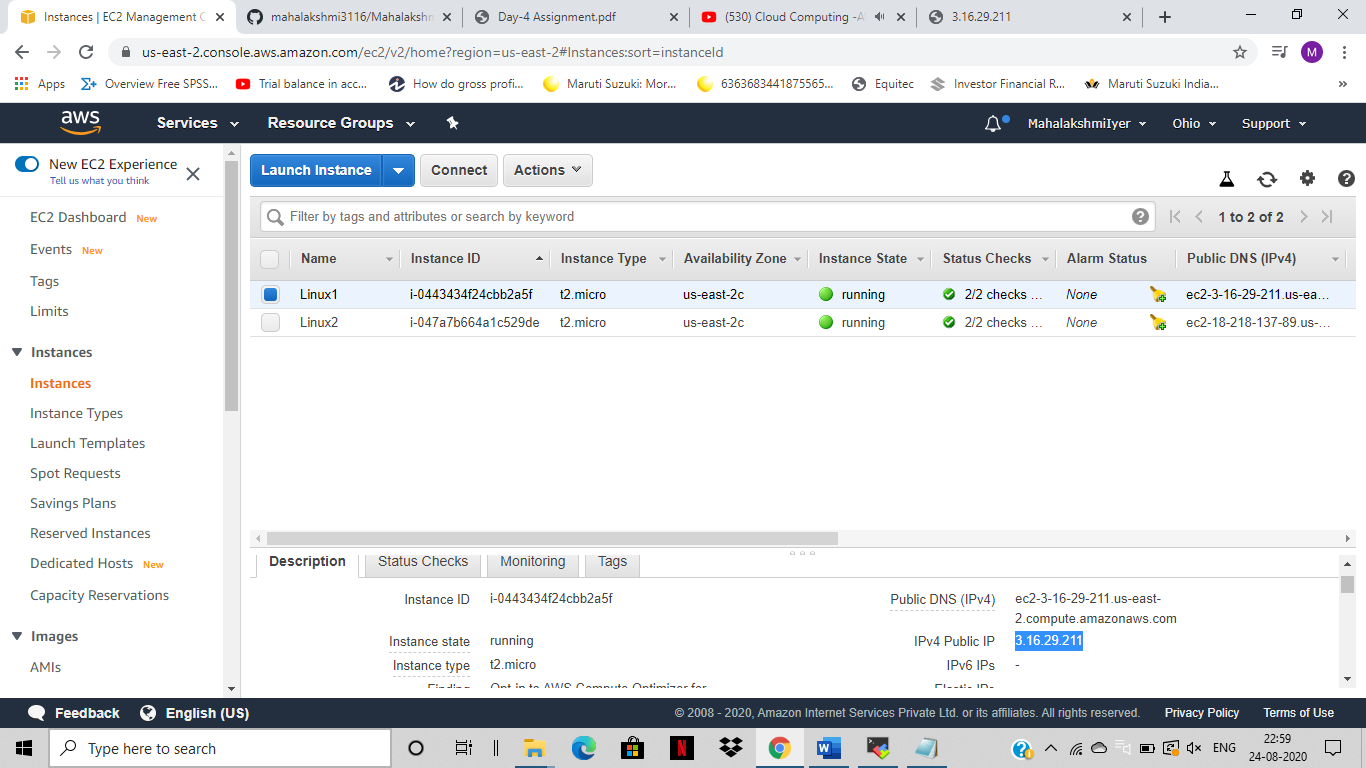 Instances | EC2 Management C
mahalakshmi3116/Mahalakshm
Day-4 Assignment.pdf
(530) Cloud Computing -A
3.16.29.211
us-east-2.console.aws.amazon.com/ec2/v2/home?region=us-east-2#Instances:sort=instanceId
M
Apps
Overview Free SPSS...
Trial balance in acc...
How do gross profi...
Maruti Suzuki: Mor...
6363683441875565...
Equitec
Investor Financial R...
Maruti Suzuki India...
»
aws
Services
Resource Groups
MahalakshmiIyer
Ohio
Support
New EC2 Experience
Tell us what you think
EC2 Dashboard New
Events New
Tags
Limits
Instances
Instances
Instance Types
Launch Templates
Spot Requests
Savings Plans
Reserved Instances
Dedicated Hosts New
Capacity Reservations
Images
AMIs
Launch Instance
Connect
Actions
Filter by tags and attributes or search by keyword
1 to 2 of 2
Name Instance ID Instance Type Availability Zone Instance State Status Checks Alarm Status Public DNS (IPv4)
Linux1 i-0443434f24cbb2a5f t2.micro us-east-2c running 2/2 checks ... None ec2-3-16-29-211.us-ea...
Linux2 i-047a7b664a1c529de t2.micro us-east-2c running 2/2 checks ... None ec2-18-218-137-89.us-...
Description Status Checks Monitoring Tags
Instance ID i-0443434f24cbb2a5f
Public DNS (IPv4) ec2-3-16-29-211.us-east-
2.compute.amazonaws.com
Instance state running
IPv4 Public IP 3.16.29.211
Instance type t2.micro
IPv6 IPs -
Finding Opt-in to AWS Compute Optimizer for
Elastic IPs
Feedback
English (US)
© 2008 - 2020, Amazon Internet Services Private Ltd. or its affiliates. All rights reserved.
Privacy Policy
Terms of Use
Type here to search
ENG
22:59
24-08-2020